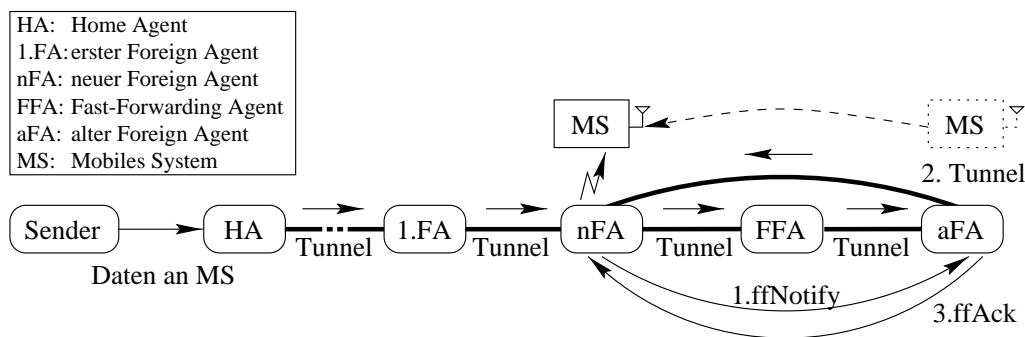 HA: Home Agent
1.FA: erster Foreign Agent
nFA: neuer Foreign Agent
FFA: Fast-Forwarding Agent
aFA: alter Foreign Agent
MS: Mobiles System
MS
MS
2. Tunnel
Sender
HA
1.FA
nFA
FFA
aFA
Tunnel
Tunnel
Tunnel
Tunnel
Daten an MS
1.ffNotify
3.ffAck